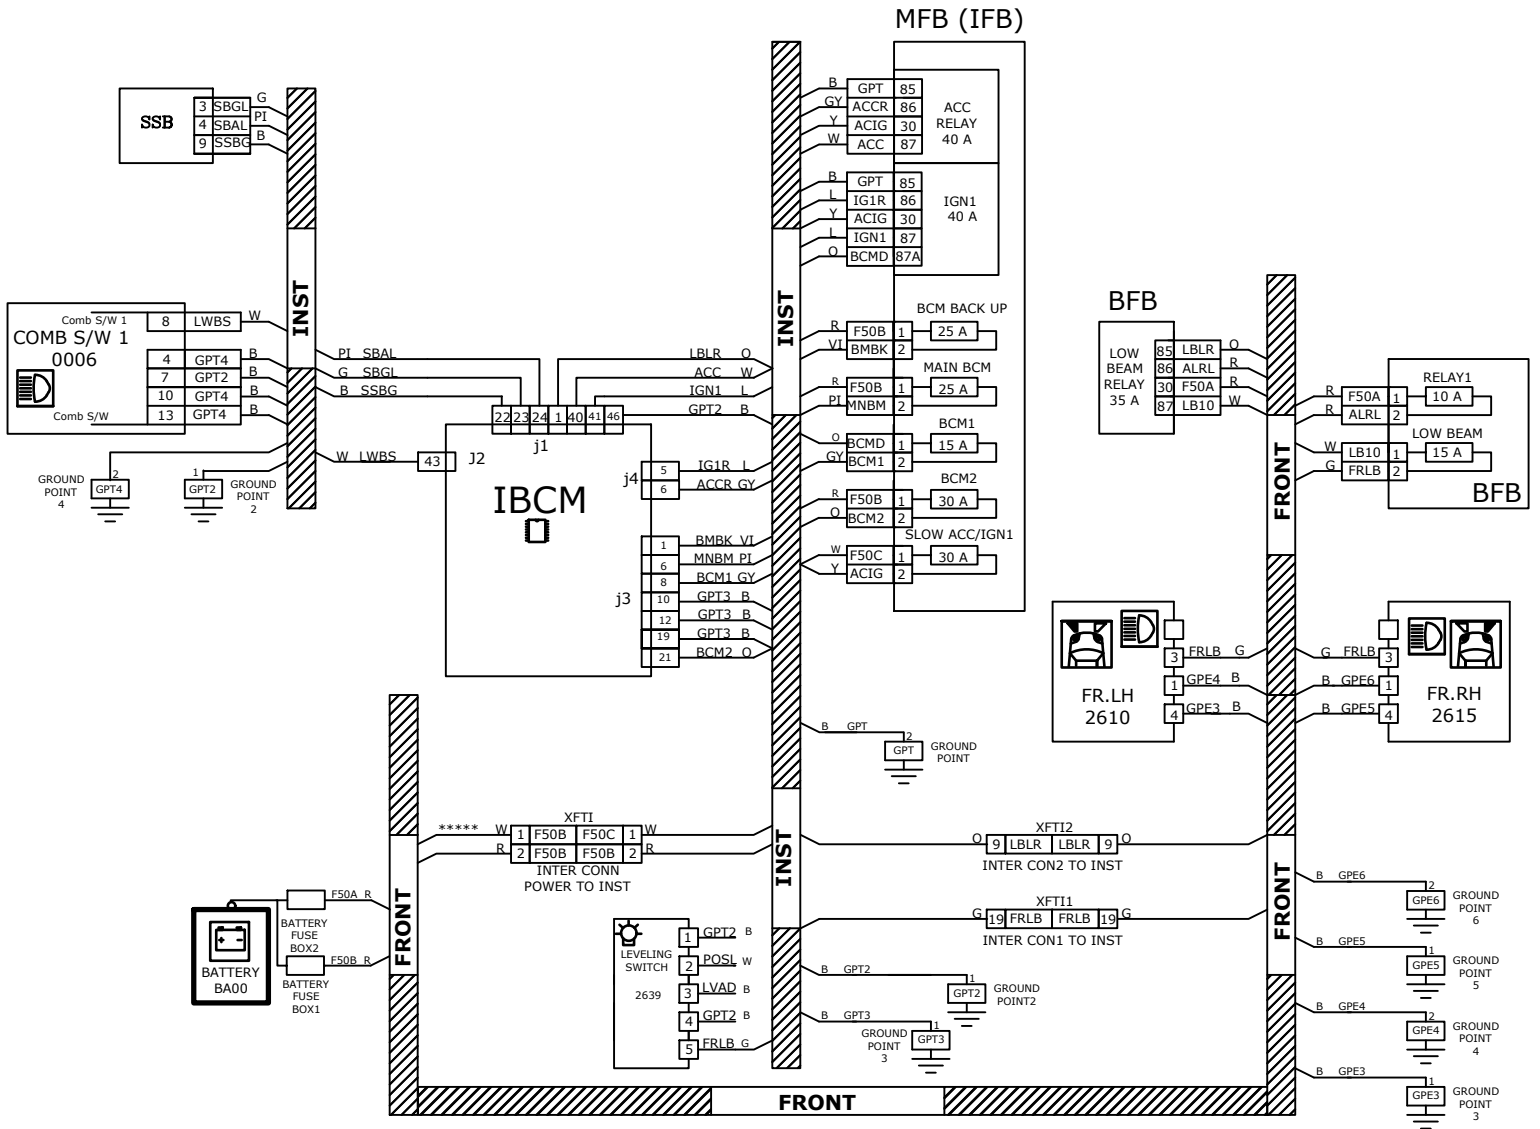 MFB (IFB)
SSB
3 SBGL G
4 SBAL PI
9 SSBG B
INST
COMB S/W 1
0006
Comb S/W 1
8 LWBS W
4 GPT4 B
7 GPT2 B
10 GPT4 B
13 GPT4 B
Comb S/W
GROUND
POINT
4
2
GPT4
1
GPT2
GROUND
POINT
2
PI SBAL
G SBGL
B SSBG
W LWBS
43 J2
22 23 24 1 40 41 46
j1
LBLR O
ACC W
IGN1 L
GPT2 B
IBCM
j4
5 IG1R L
6 ACCR GY
j3
1 BMBK VI
6 MNBM PI
8 BCM1 GY
10 GPT3 B
12 GPT3 B
19 GPT3 B
21 BCM2 O
INST
B GPT 85
GY ACCR 86
Y ACIG 30
W ACC 87
ACC
RELAY
40 A
B GPT 85
L IG1R 86
Y ACIG 30
L IGN1 87
O BCMD 87A
IGN1
40 A
BCM BACK UP
R F50B 1 25 A
VI BMBK 2
MAIN BCM
R F50B 1 25 A
PI MNBM 2
BCM1
O BCMD 1 15 A
GY BCM1 2
BCM2
R F50B 1 30 A
O BCM2 2
SLOW ACC/IGN1
W F50C 1 30 A
Y ACIG 2
BFB
LOW
BEAM
RELAY
35 A
85 LBLR O
86 ALRL R
30 F50A R
87 LB10 W
FRONT
RELAY1
R F50A 1 10 A
R ALRL 2
LOW BEAM
W LB10 1 15 A
G FRLB 2
BFB
FR.LH
2610
3 FRLB G
1 GPE4 B
4 GPE3 B
G FRLB 3
B GPE6 1
B GPE5 4
FR.RH
2615
B GPT
2
GPT
GROUND
POINT
FRONT
INST
FRONT
XFTI
***** W 1 F50B F50C 1 W
R 2 F50B F50B 2 R
INTER CONN
POWER TO INST
XFTI2
O 9 LBLR LBLR 9 O
INTER CON2 TO INST
XFTI1
G 19 FRLB FRLB 19 G
INTER CON1 TO INST
BATTERY
BA00
F50A R
BATTERY
FUSE
BOX2
F50B R
BATTERY
FUSE
BOX1
LEVELING
SWITCH
2639
1 GPT2 B
2 POSL W
3 LVAD B
4 GPT2 B
5 FRLB G
B GPT2
1
GPT2
GROUND
POINT2
B GPT3
1
GPT3
GROUND
POINT
3
B GPE6
2
GPE6
GROUND
POINT
6
B GPE5
1
GPE5
GROUND
POINT
5
B GPE4
2
GPE4
GROUND
POINT
4
B GPE3
1
GPE3
GROUND
POINT
3
FRONT